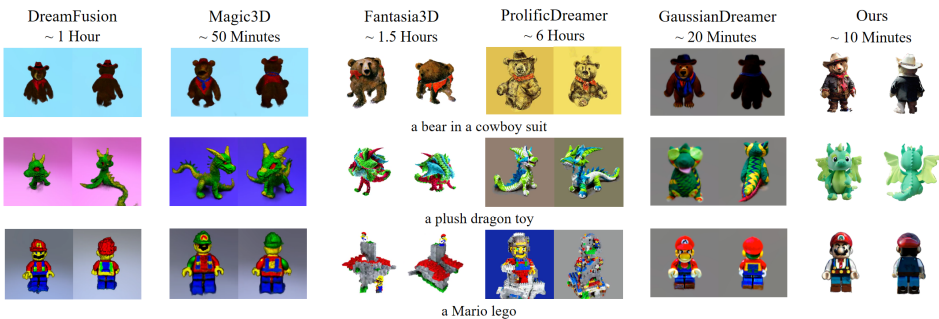 DreamFusion Magic3D Fantasia3D ProlificDreamer GaussianDreamer Ours
~ 1 Hour ~ 50 Minutes ~ 1.5 Hours ~ 6 Hours ~ 20 Minutes ~ 10 Minutes
a bear in a cowboy suit
a plush dragon toy
a Mario lego